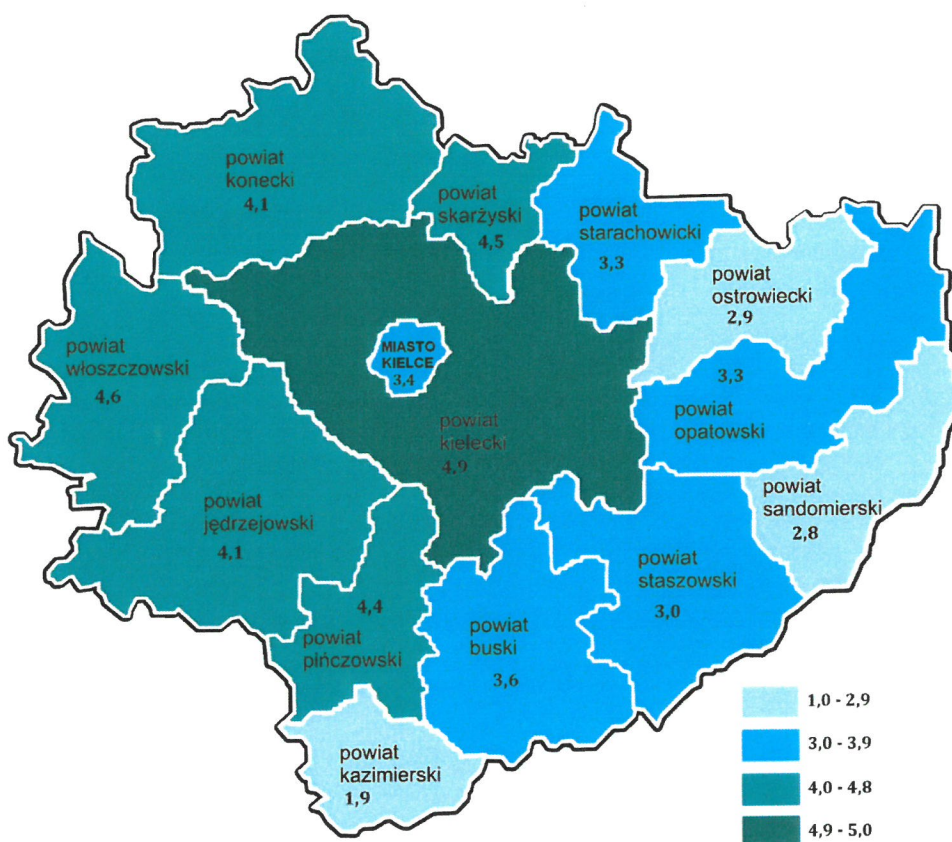 powiat
konecki
4,1
powiat
skarżyski
4,5
powiat
starachowicki
3,3
powiat
ostrowiecki
2,9
powiat
włoszczowski
4,6
MIASTO
KIELCE
3,4
powiat
kielecki
4,9
3,3
powiat
opatowski
powiat
sandomierski
2,8
powiat
jędrzejowski
4,1
4,4
powiat
pińczowski
powiat
buski
3,6
powiat
staszowski
3,0
powiat
kazimierski
1,9
1,0 - 2,9
3,0 - 3,9
4,0 - 4,8
4,9 - 5,0